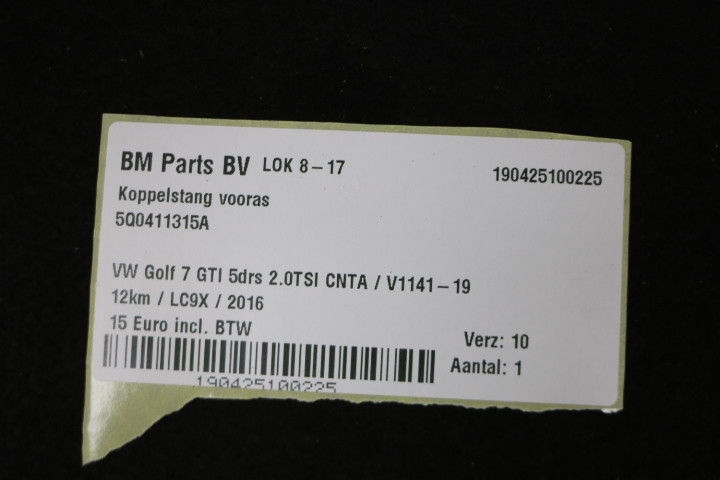 BM Parts BV LOK 8-17 190425100225
Koppelstang vooras
5Q0411315A
VW Golf 7 GTI 5drs 2.0TSI CNTA / V1141-19
12km / LC9X / 2016
15 Euro incl. BTW
Verz: 10
Aantal: 1
190425100225